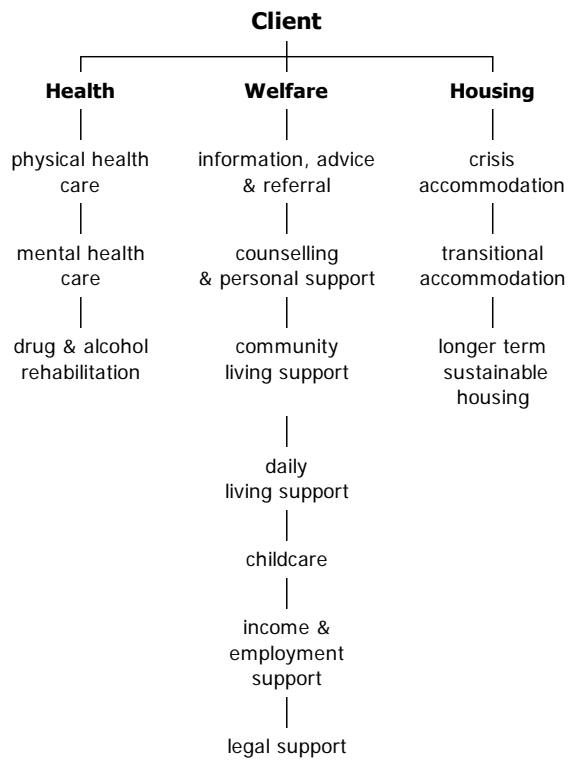 Client
Health
Welfare
Housing
physical health
care
mental health
care
drug & alcohol
rehabilitation
information, advice
& referral
counselling
& personal support
community
living support
daily
living support
childcare
income &
employment
support
legal support
crisis
accommodation
transitional
accommodation
longer term
sustainable
housing